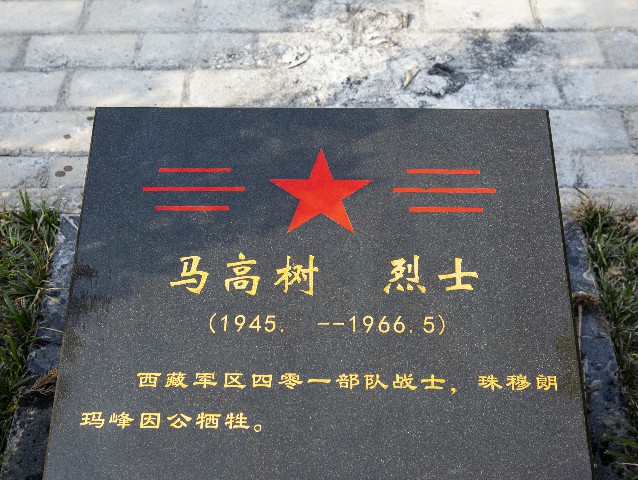 马高树 烈士
(1945. --1966.5)
西藏军区四零一部队战士，珠穆朗
玛峰因公牺牲。